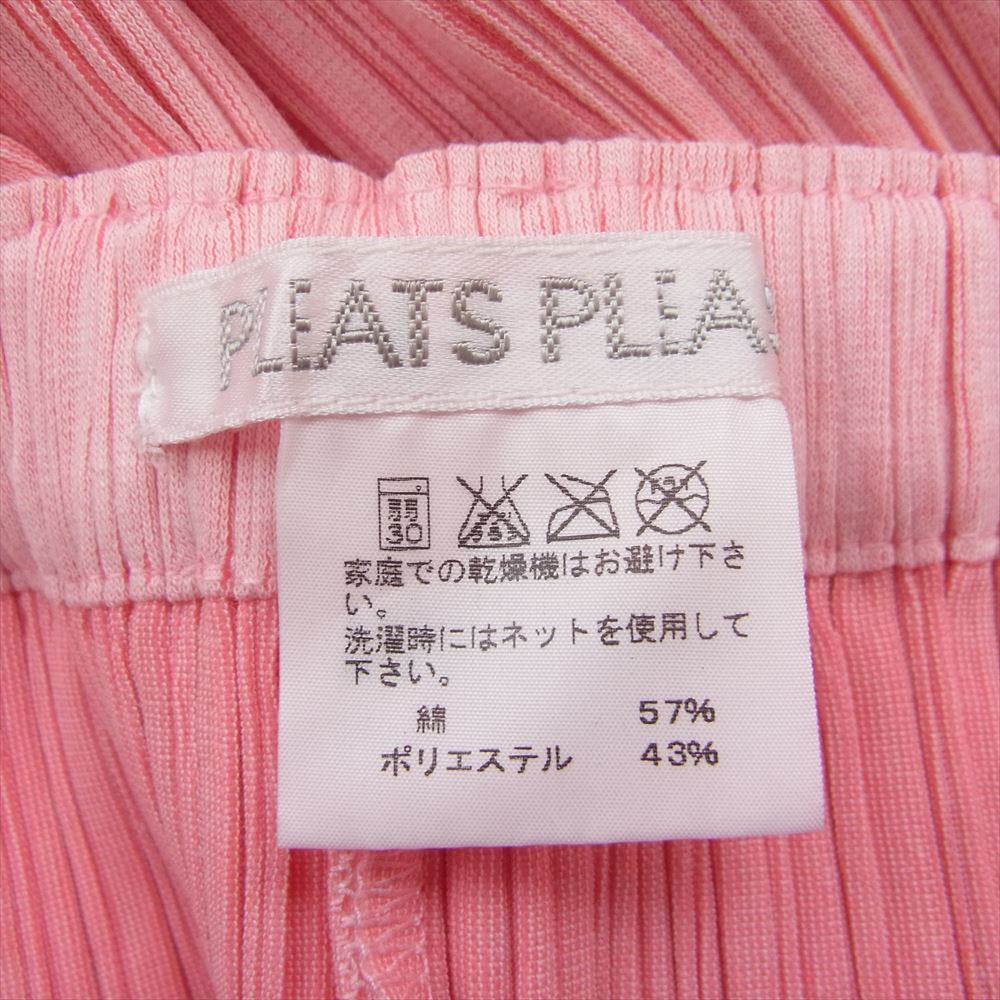 PLEATS PLEAS
弱
30
家庭での乾燥機はお避け下さ
い。
洗濯時にはネットを使用して
下さい。
綿 57%
ポリエステル 43%